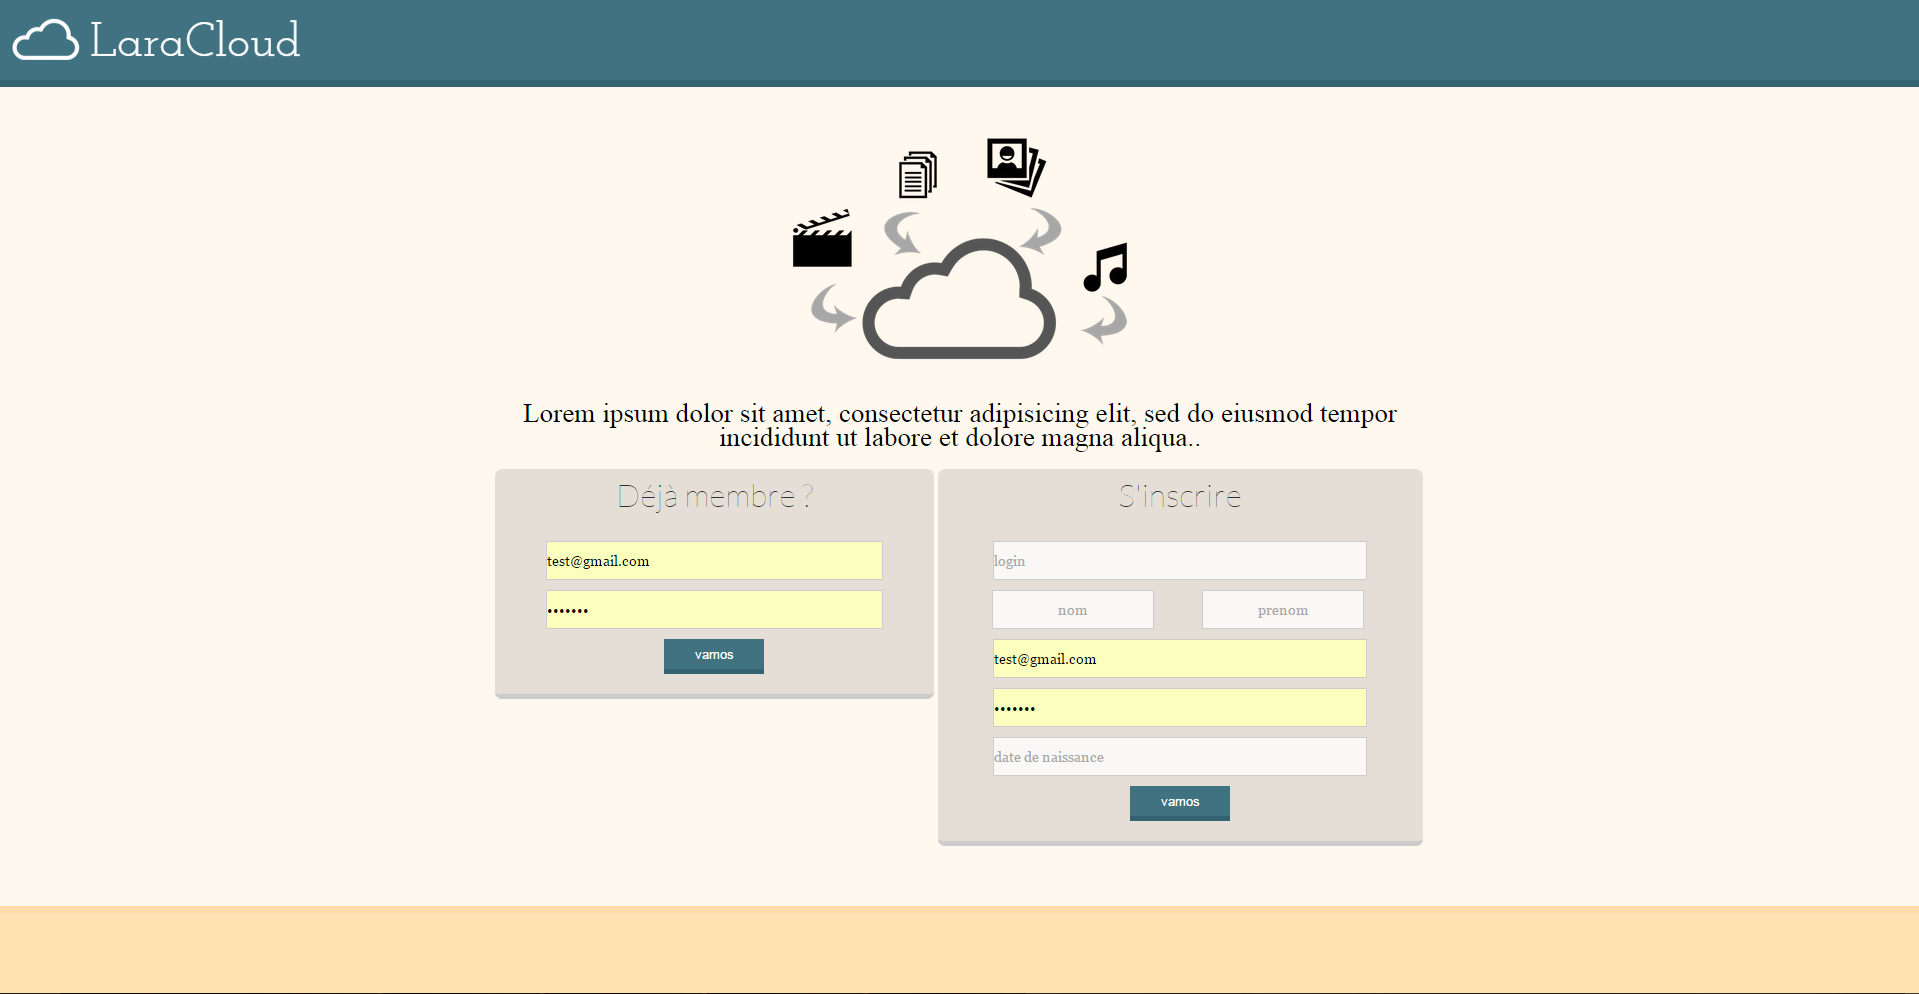 LaraCloud
Lorem ipsum dolor sit amet, consectetur adipisicing elit, sed do eiusmod tempor
incididunt ut labore et dolore magna aliqua..
Déjà membre ?
test@gmail.com
•••••••
vamos
S'inscrire
login
nom
prenom
test@gmail.com
•••••••
date de naissance
vamos